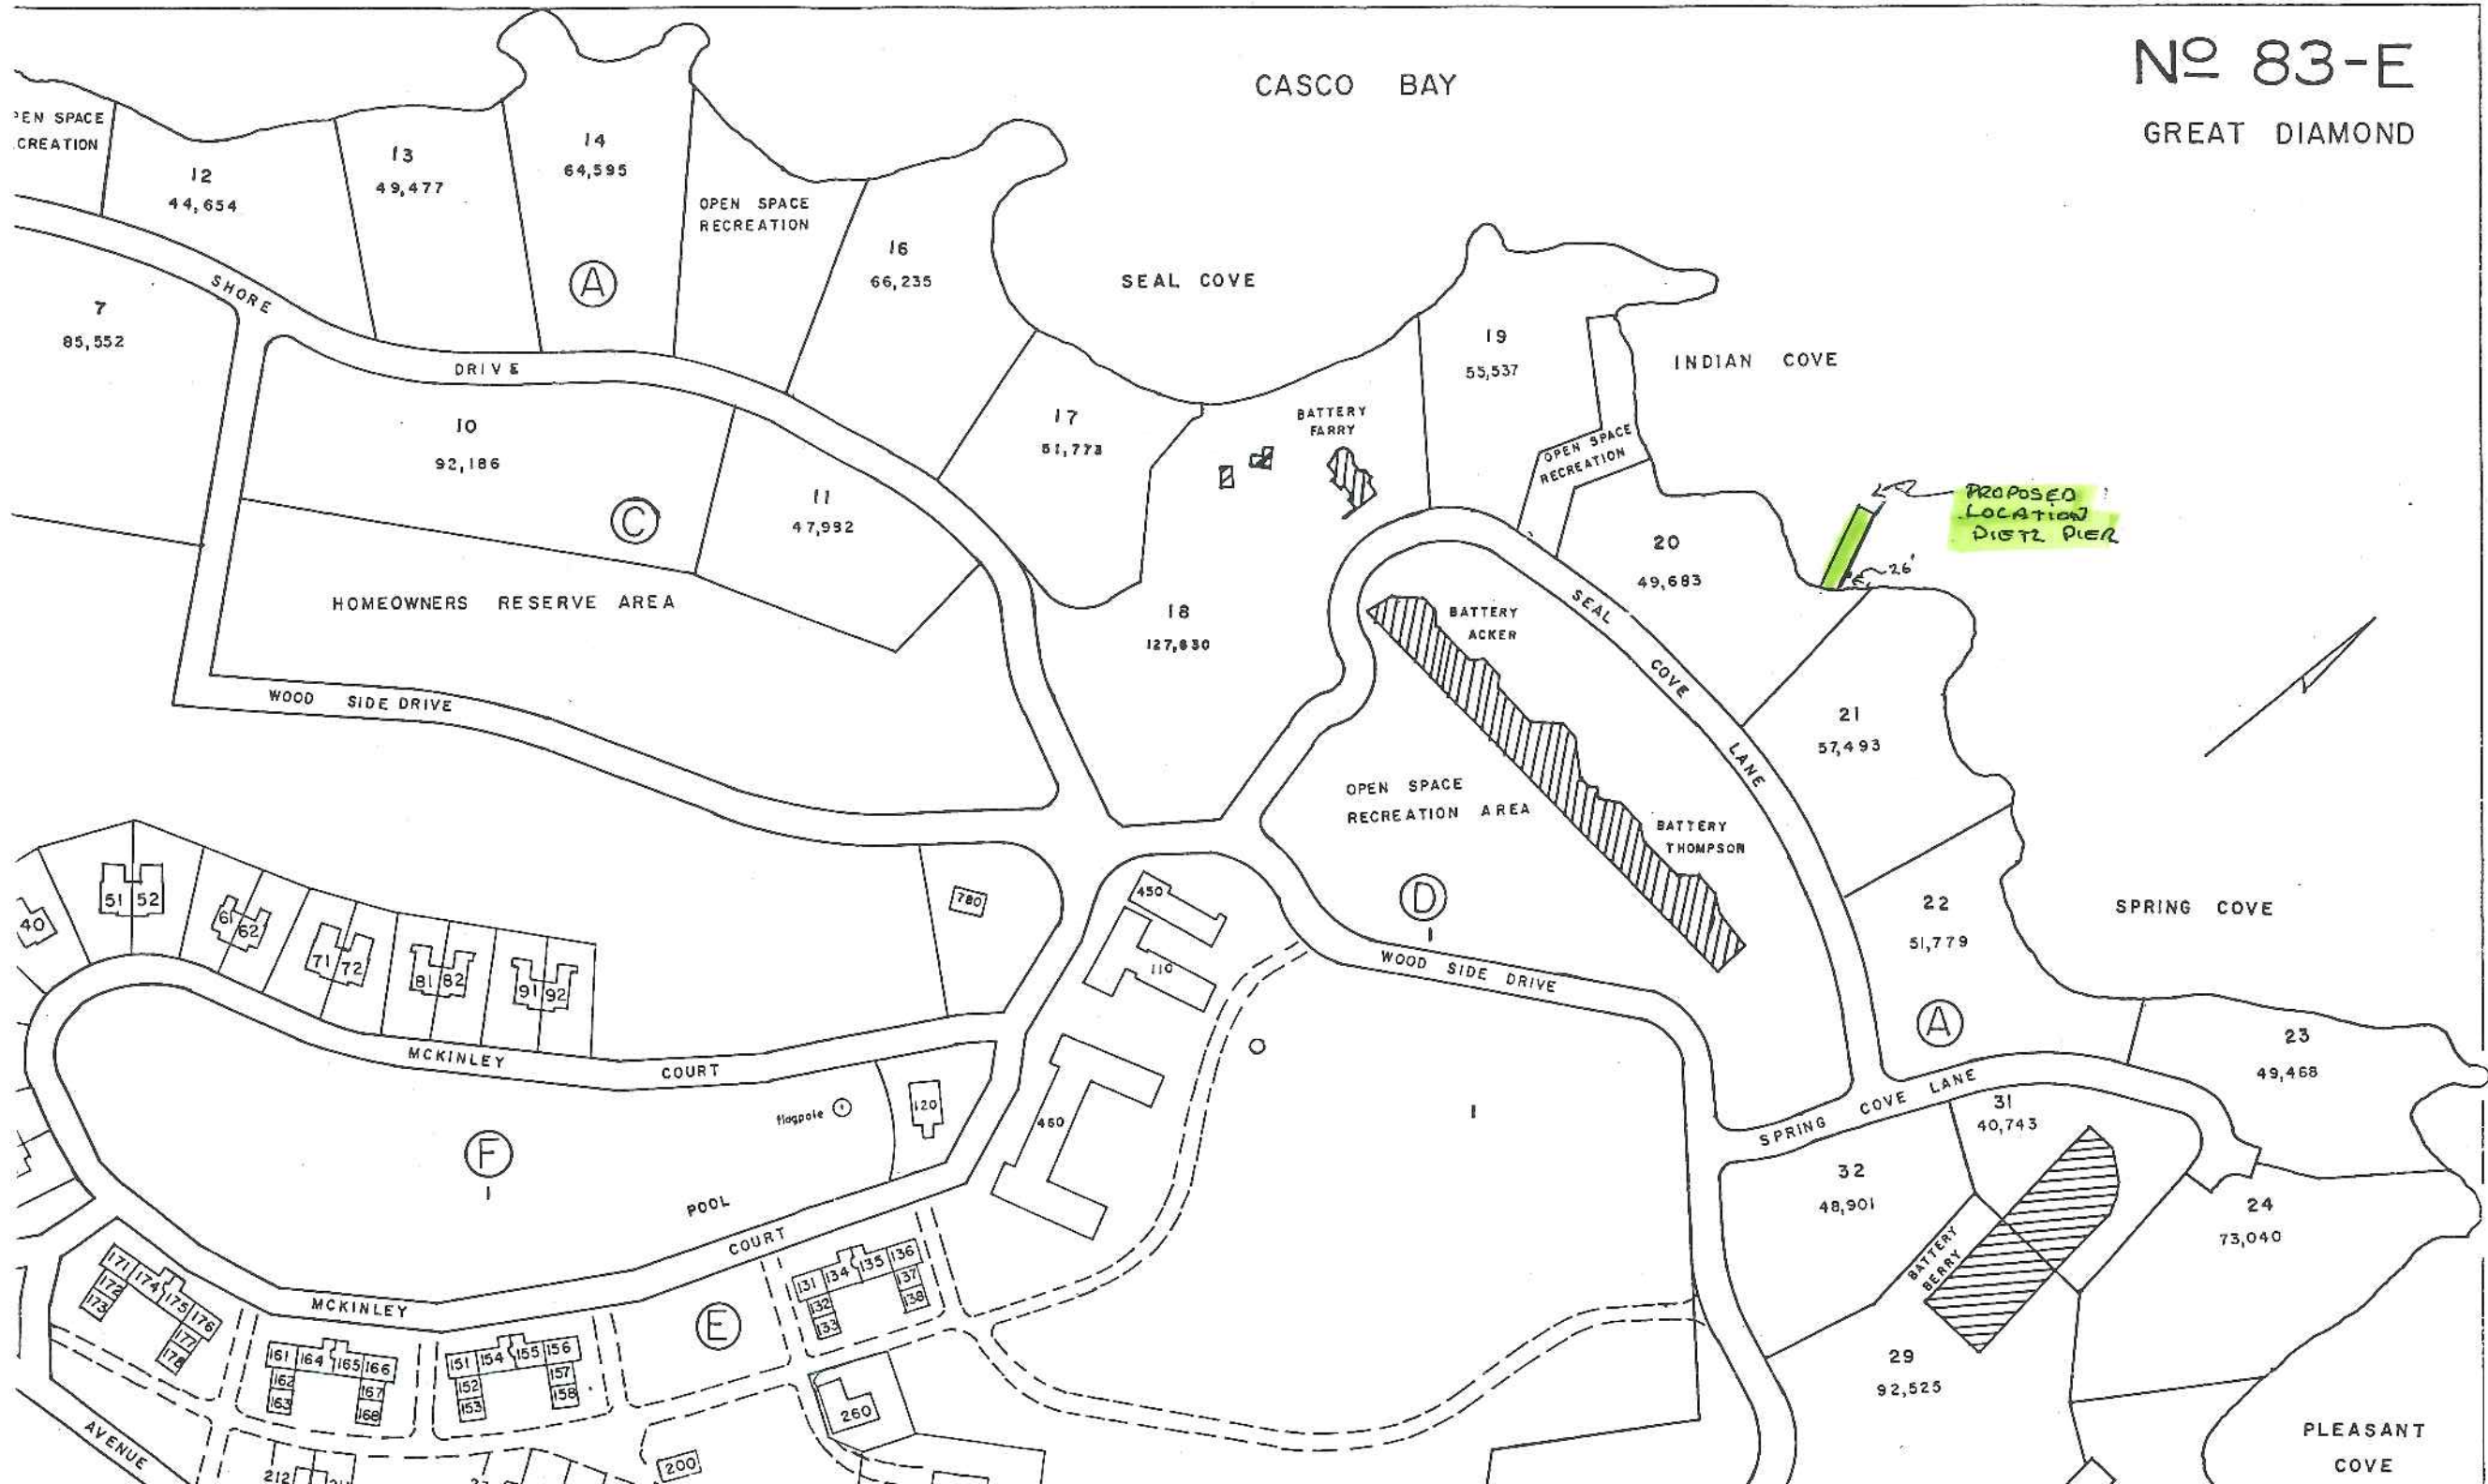 Nº 83-E
GREAT DIAMOND
CASCO BAY
SEAL COVE
INDIAN COVE
SPRING COVE
PLEASANT
COVE
PEN SPACE
CREATION
12
44,654
13
49,477
14
64,595
A
OPEN SPACE
RECREATION
16
66,235
17
51,773
18
127,630
BATTERY
FARRY
19
55,537
OPEN SPACE
RECREATION
20
49,683
PROPOSED
LOCATION
DIETZ PIER
26'
21
57,493
22
51,779
A
23
49,468
24
73,040
SHORE
DRIVE
7
85,552
10
92,186
C
11
47,932
HOMEOWNERS RESERVE AREA
WOOD SIDE DRIVE
BATTERY
ACKER
SEAL COVE LANE
OPEN SPACE
RECREATION AREA
BATTERY
THOMPSON
D
1
WOOD SIDE DRIVE
SPRING COVE LANE
31
40,743
32
48,901
BATTERY
BERRY
29
92,525
1
40
51 52
61 62
71 72
81 82
91 92
780
450
110
460
120
flagpole
MCKINLEY COURT
F
1
POOL
COURT
MCKINLEY
E
131 134 135 136
132 137
133 138
171 174 175 176
172 177
173 178
161 164 165 166
162 167
163 168
151 154 155 156
152 157
153 158
260
200
212
AVENUE